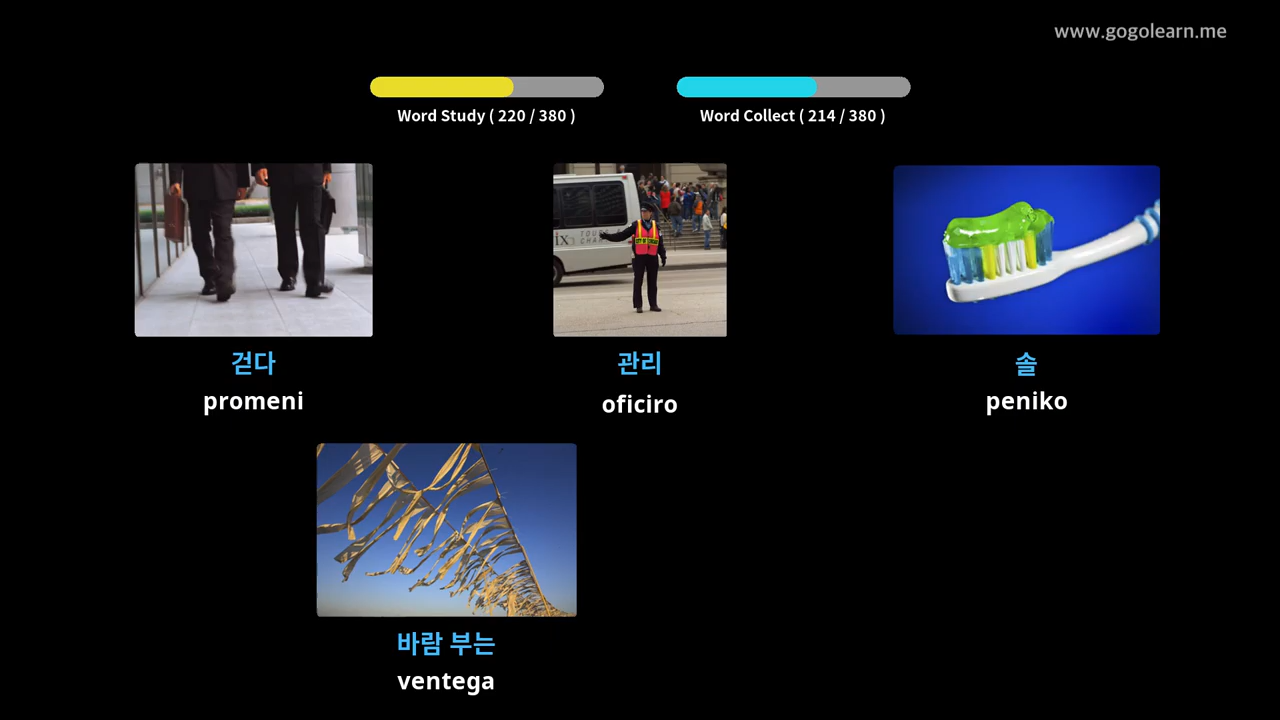 www.gogolearn.me
Word Study ( 220 / 380 )
Word Collect ( 214 / 380 )
걷다
promeni
관리
oficiro
솔
peniko
바람 부는
ventega